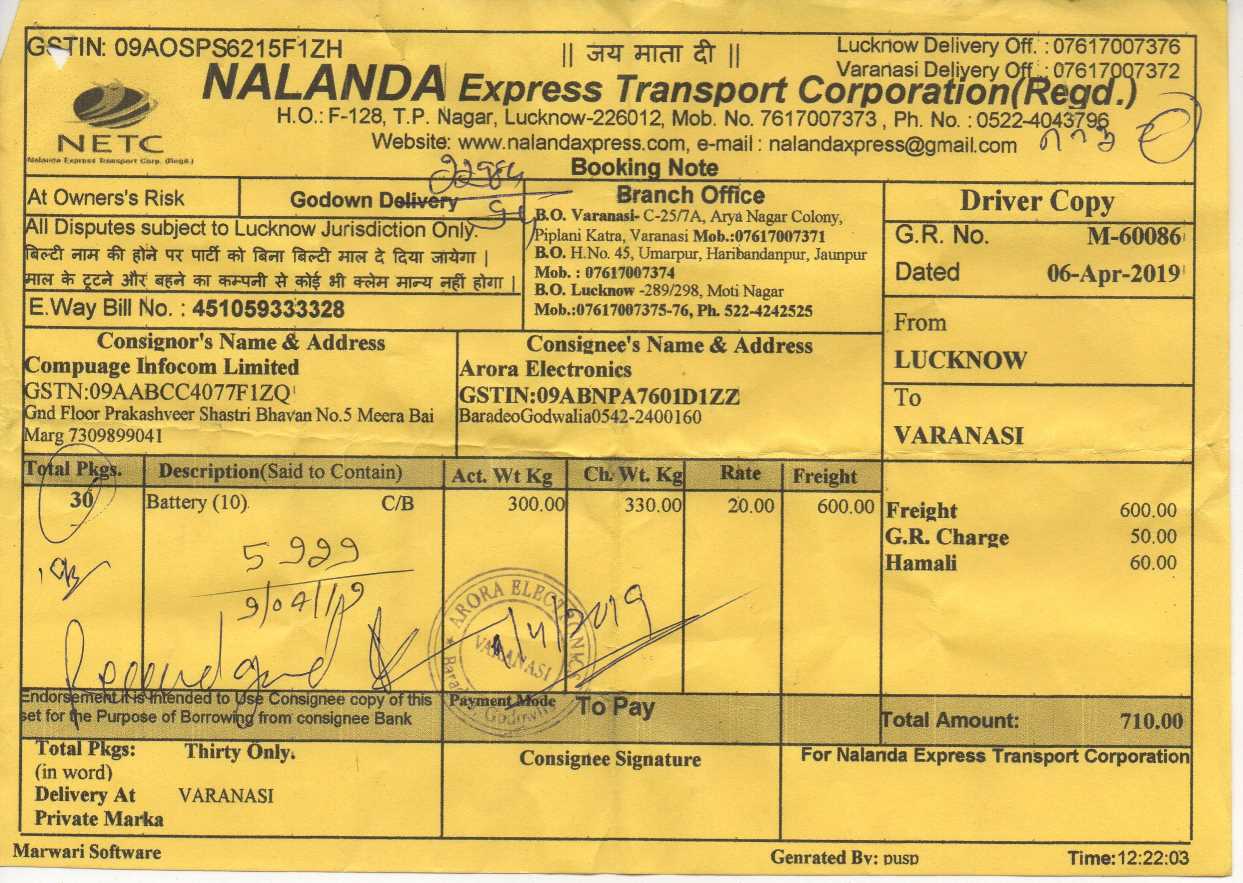 GSTIN: 09AOSPS6215F1ZH
|| जय माता दी ||
Lucknow Delivery Off. : 07617007376
Varanasi Delivery Off. : 07617007372
NALANDA Express Transport Corporation(Regd.)
NETC
Nalanda Express Transport Corp. (Regd.)
H.O.: F-128, T.P. Nagar, Lucknow-226012, Mob. No. 7617007373 , Ph. No. : 0522-4043796
Website: www.nalandaxpress.com, e-mail : nalandaxpress@gmail.com
Booking Note
At Owners's Risk
Godown Delivery
All Disputes subject to Lucknow Jurisdiction Only.
बिल्टी नाम की होने पर पार्टी को बिना बिल्टी माल दे दिया जायेगा |
माल के टूटने और बहने का कम्पनी से कोई भी क्लेम मान्य नहीं होगा |
E.Way Bill No. : 451059333328
Branch Office
B.O. Varanasi- C-25/7A, Arya Nagar Colony,
Piplani Katra, Varanasi Mob.:07617007371
B.O. H.No. 45, Umarpur, Haribandanpur, Jaunpur
Mob. : 07617007374
B.O. Lucknow -289/298, Moti Nagar
Mob.:07617007375-76, Ph. 522-4242525
Driver Copy
G.R. No. M-60086
Dated 06-Apr-2019
From
LUCKNOW
To
VARANASI
Consignor's Name & Address
Compuage Infocom Limited
GSTN:09AABCC4077F1ZQ
Gnd Floor Prakashveer Shastri Bhavan No.5 Meera Bai
Marg 7309899041
Consignee's Name & Address
Arora Electronics
GSTIN:09ABNPA7601D1ZZ
BaradeoGodwalia0542-2400160
Total Pkgs. Description(Said to Contain) Act. Wt Kg Ch. Wt. Kg Rate Freight
30 Battery (10) C/B 300.00 330.00 20.00 600.00
Freight 600.00
G.R. Charge 50.00
Hamali 60.00
5929
9/04/19
ARORA ELECTRONICS
VARANASI
4/4/2019
Endorsement it is Intended to Use Consignee copy of this
set for the Purpose of Borrowing from consignee Bank
Payment Mode To Pay
Total Amount: 710.00
Total Pkgs: Thirty Only.
(in word)
Delivery At VARANASI
Private Marka
Consignee Signature
For Nalanda Express Transport Corporation
Marwari Software
Genrated By: pusp
Time:12:22:03